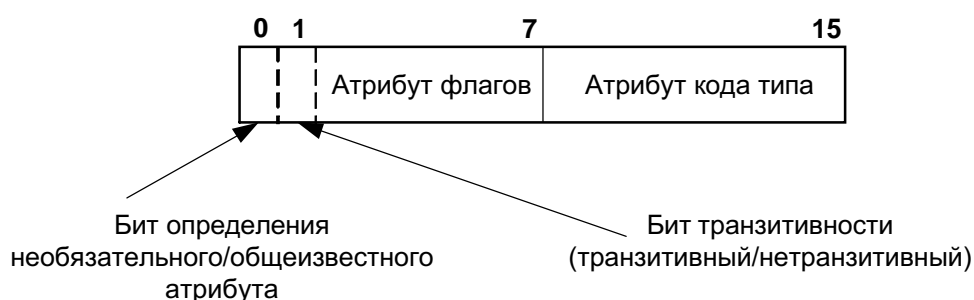 0 1 7 15
Атрибут флагов Атрибут кода типа
Бит определения
необязательного/общеизвестного
атрибута
Бит транзитивности
(транзитивный/нетранзитивный)